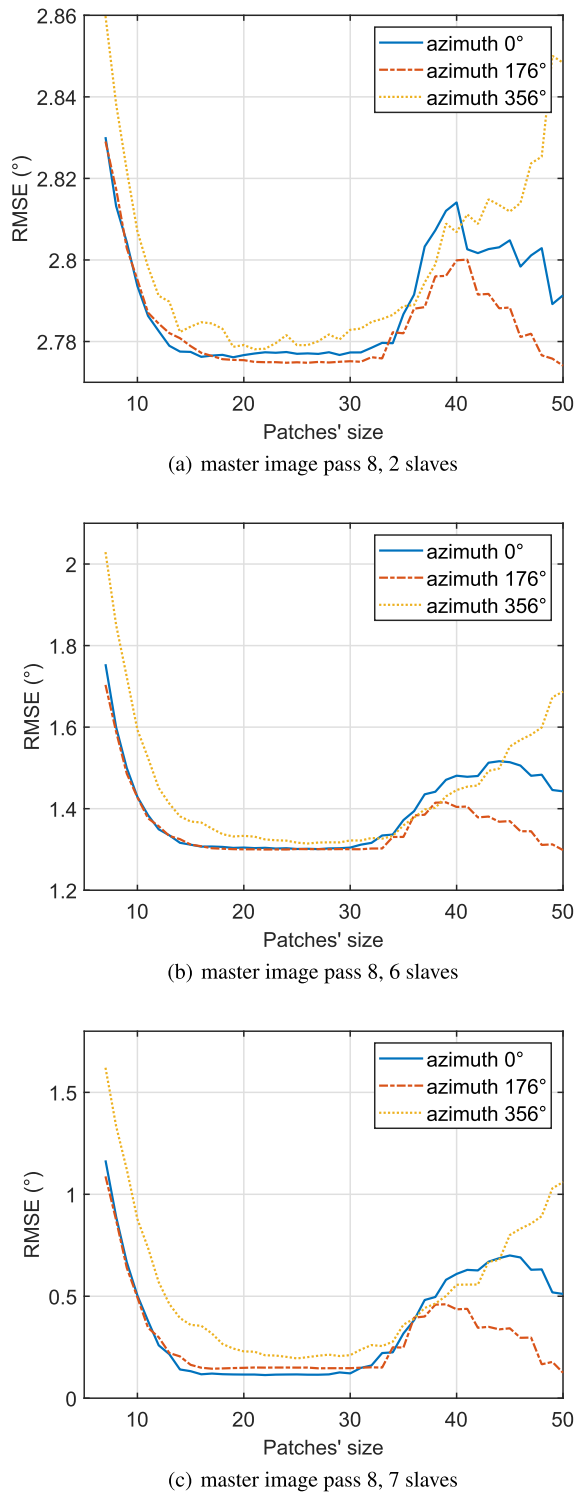 2.86
2.84
2.82
2.8
2.78
RMSE (°)
azimuth 0°
azimuth 176°
azimuth 356°
10 20 30 40 50
Patches' size
(a) master image pass 8, 2 slaves
2
1.8
1.6
1.4
1.2
RMSE (°)
azimuth 0°
azimuth 176°
azimuth 356°
10 20 30 40 50
Patches' size
(b) master image pass 8, 6 slaves
1.5
1
0.5
0
RMSE (°)
azimuth 0°
azimuth 176°
azimuth 356°
10 20 30 40 50
Patches' size
(c) master image pass 8, 7 slaves